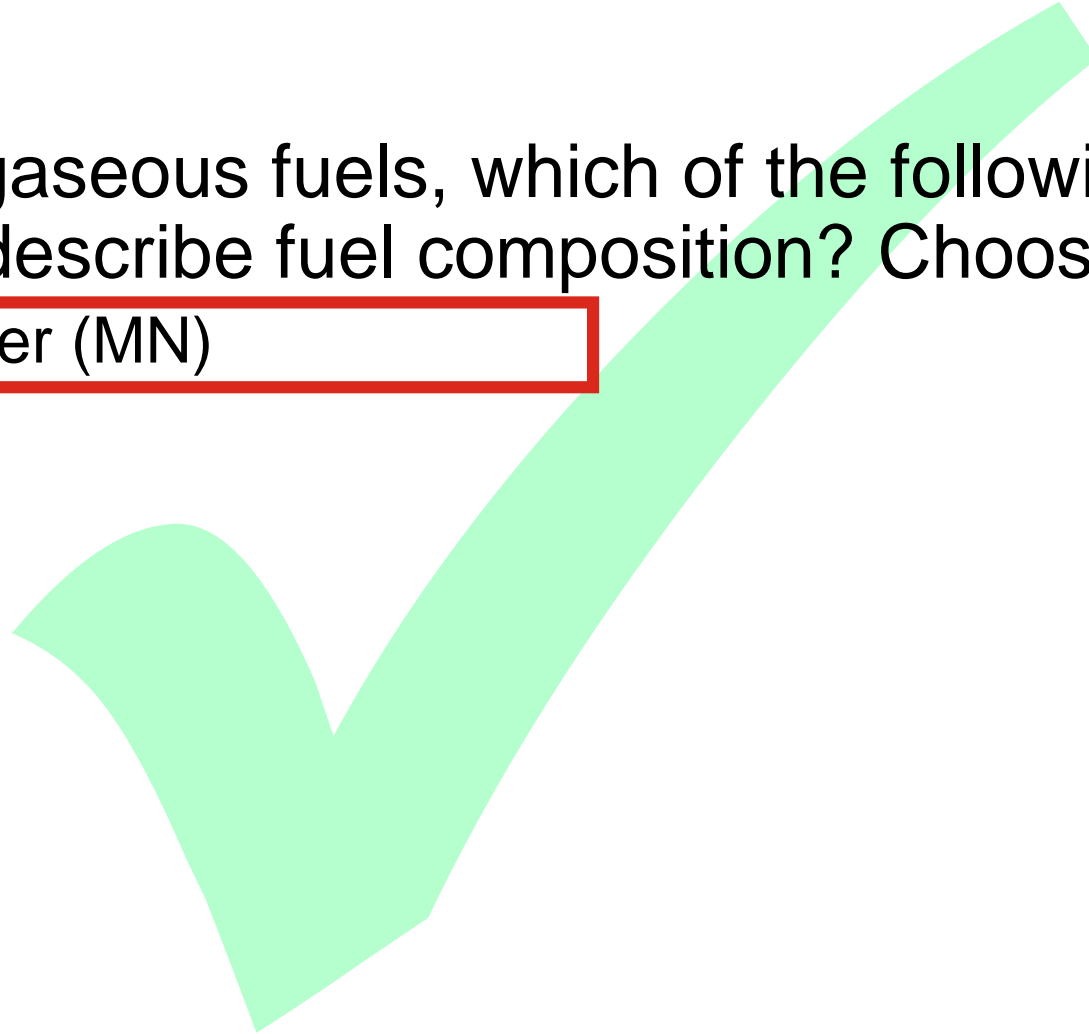 gaseous fuels, which of the followi
describe fuel composition? Choos
er (MN)